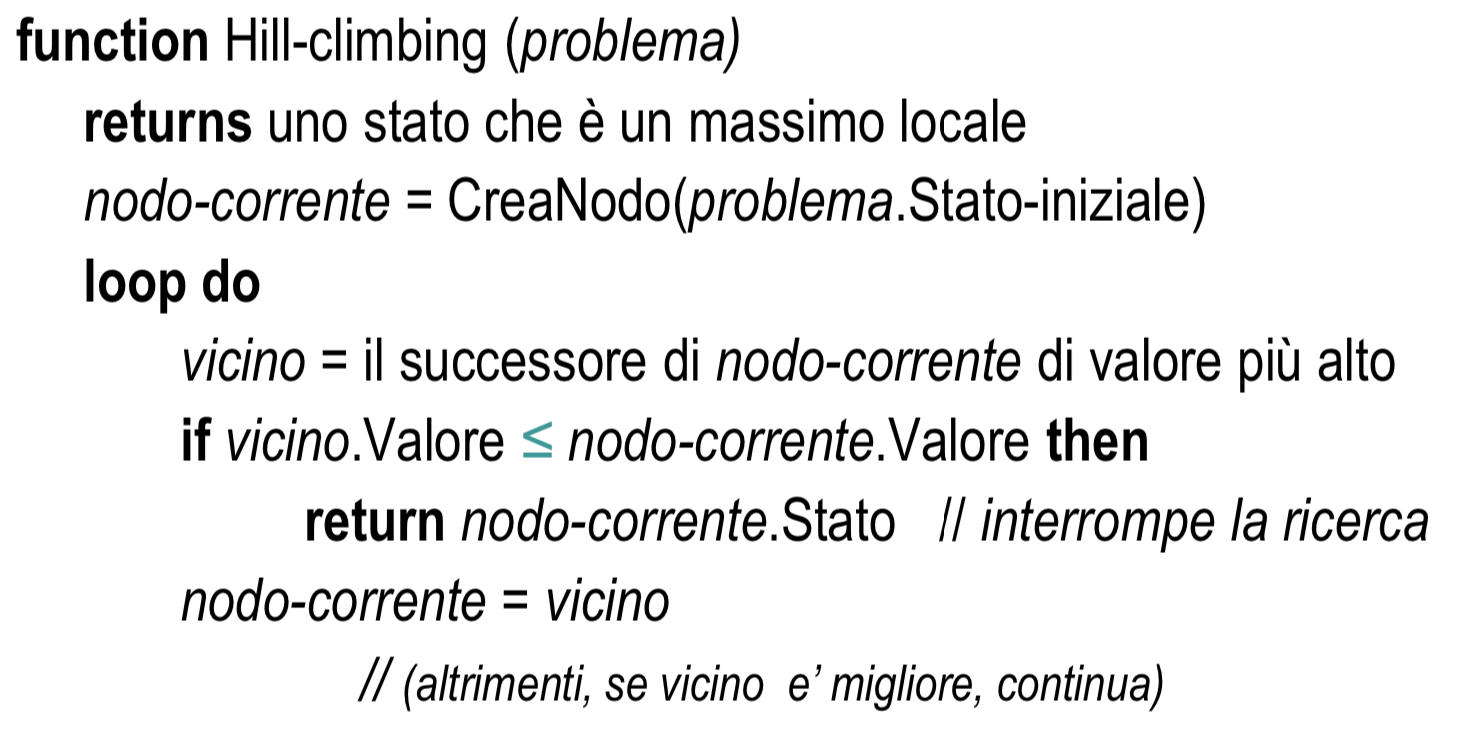 function Hill-climbing (problema)
returns uno stato che è un massimo locale
nodo-corrente = CreaNodo(problema.Stato-iniziale)
loop do
vicino = il successore di nodo-corrente di valore più alto
if vicino.Valore ≤ nodo-corrente.Valore then
return nodo-corrente.Stato // interrompe la ricerca
nodo-corrente = vicino
// (altrimenti, se vicino e’ migliore, continua)